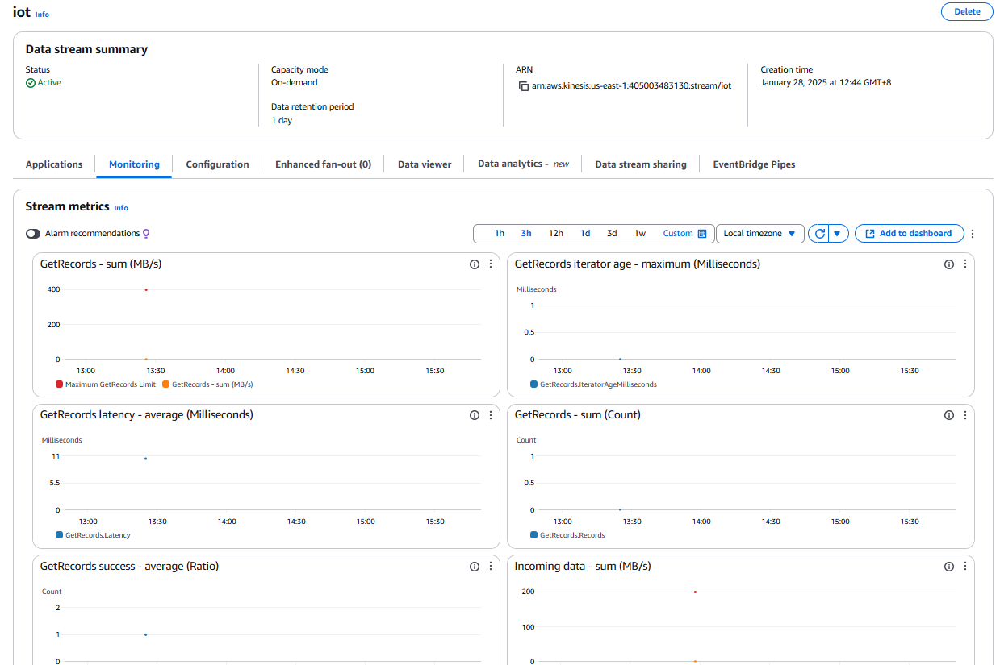 iot Info
Delete
Data stream summary
Status
Active
Capacity mode
On-demand
Data retention period
1 day
ARN
arn:aws:kinesis:us-east-1:405003483130:stream/iot
Creation time
January 28, 2025 at 12:44 GMT+8
Applications Monitoring Configuration Enhanced fan-out (0) Data viewer Data analytics - new Data stream sharing EventBridge Pipes
Stream metrics Info
Alarm recommendations
1h 3h 12h 1d 3d 1w Custom Local timezone Add to dashboard
GetRecords - sum (MB/s)
400
200
0
13:00 13:30 14:00 14:30 15:00 15:30
Maximum GetRecords Limit GetRecords - sum (MB/s)
GetRecords iterator age - maximum (Milliseconds)
Milliseconds
1
0.5
0
13:00 13:30 14:00 14:30 15:00 15:30
GetRecords.IteratorAgeMilliseconds
GetRecords latency - average (Milliseconds)
Milliseconds
11
5.5
0
13:00 13:30 14:00 14:30 15:00 15:30
GetRecords.Latency
GetRecords - sum (Count)
Count
1
0.5
0
13:00 13:30 14:00 14:30 15:00 15:30
GetRecords.Records
GetRecords success - average (Ratio)
Count
2
1
0
Incoming data - sum (MB/s)
200
100
0